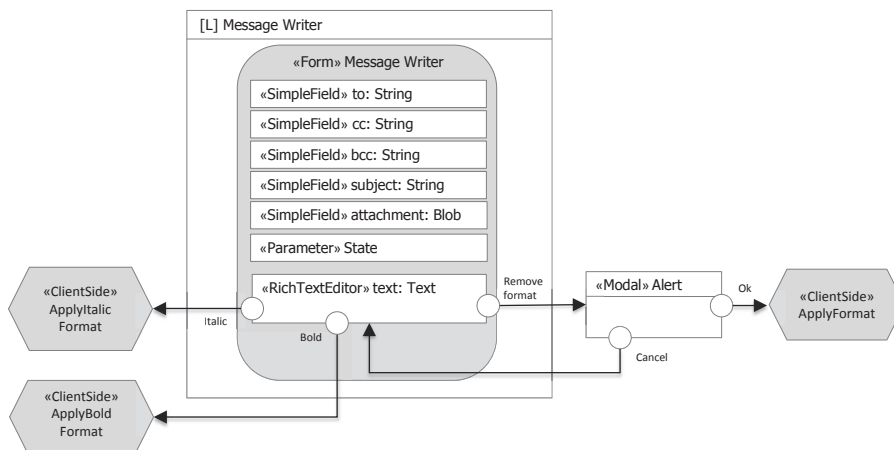 [L] Message Writer
«Form» Message Writer
«SimpleField» to: String
«SimpleField» cc: String
«SimpleField» bcc: String
«SimpleField» subject: String
«SimpleField» attachment: Blob
«Parameter» State
«RichTextEditor» text: Text
«ClientSide»
ApplyItalic
Format
Italic
Bold
«ClientSide»
ApplyBold
Format
Remove
format
«Modal» Alert
Cancel
Ok
«ClientSide»
ApplyFormat